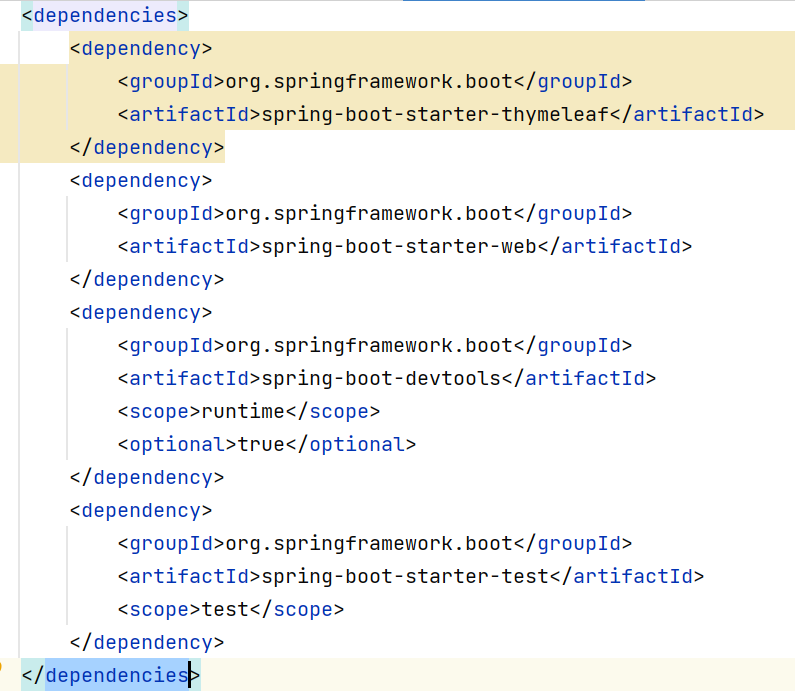 <dependencies>
    <dependency>
        <groupId>org.springframework.boot</groupId>
        <artifactId>spring-boot-starter-thymeleaf</artifactId>
    </dependency>
    <dependency>
        <groupId>org.springframework.boot</groupId>
        <artifactId>spring-boot-starter-web</artifactId>
    </dependency>
    <dependency>
        <groupId>org.springframework.boot</groupId>
        <artifactId>spring-boot-devtools</artifactId>
        <scope>runtime</scope>
        <optional>true</optional>
    </dependency>
    <dependency>
        <groupId>org.springframework.boot</groupId>
        <artifactId>spring-boot-starter-test</artifactId>
        <scope>test</scope>
    </dependency>
</dependencies>